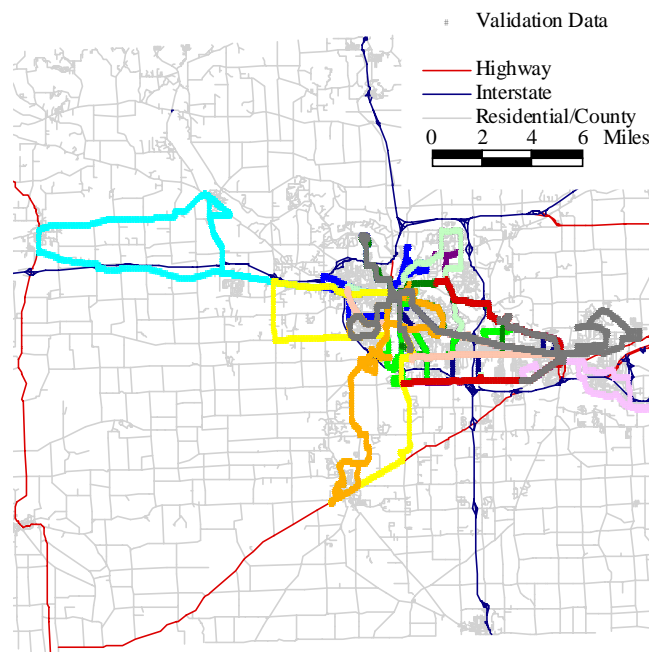 Validation Data
Highway
Interstate
Residential/County
0 2 4 6 Miles